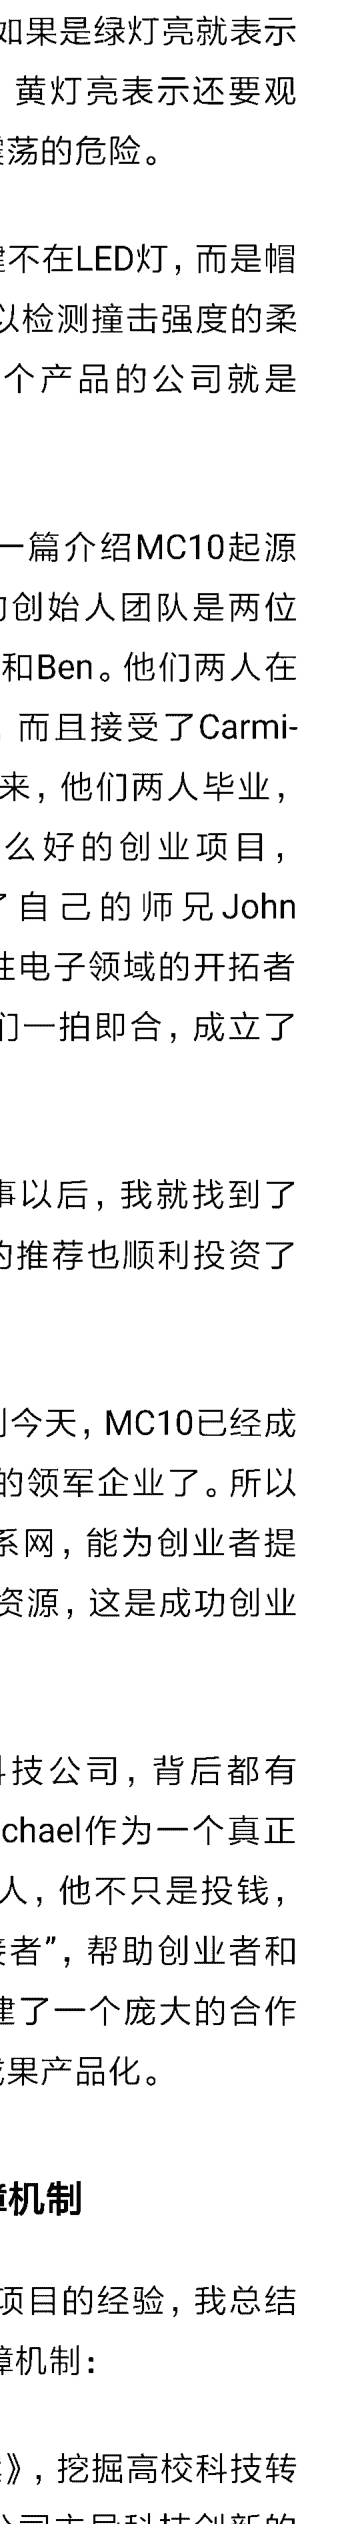 如果是绿灯亮就表示
黄灯亮表示还要观
荡的危险。
不在LED灯，而是帽
以检测撞击强度的柔
个产品的公司就是
一篇介绍MC10起源
创始人团队是两位
和Ben。他们两人在
而且接受了Carmi-
来，他们两人毕业，
么好的创业项目，
了自己的师兄John
电子领域的开拓者
们一拍即合，成立了
事以后，我就找到了
的推荐也顺利投资了
到今天，MC10已经成
的领军企业了。所以
系网，能为创业者提
资源，这是成功创业
科技公司，背后都有
chael作为一个真正
人，他不只是投钱，
者”，帮助创业者和
建了一个庞大的合作
果产品化。
机制
项目的经验，我总结
障机制：
》，挖掘高校科技转